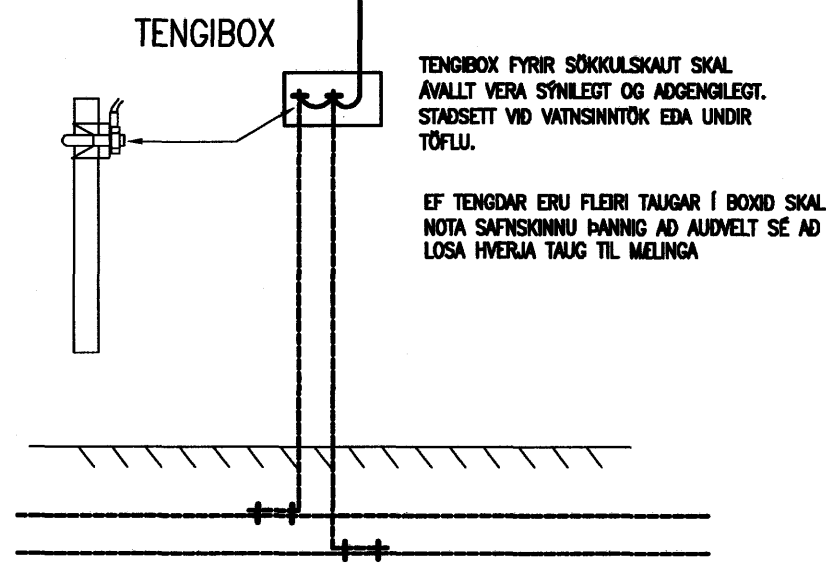 TENGIBOX
TENGIBOX FYRIR SÖKKULSKAUT SKAL
ÁVALLT VERA SÝNILEGT OG AÐGENGILEGT.
STAÐSETT VIÐ VATNSINNTÖK EÐA UNDIR
TÖFLU.
EF TENGDAR ERU FLEIRI TAUGAR Í BOXIÐ SKAL
NOTA SAFNSKINNU ÞANNIG AÐ AUÐVELT SÉ AÐ
LOSA HVERJA TAUG TIL MÆLINGA